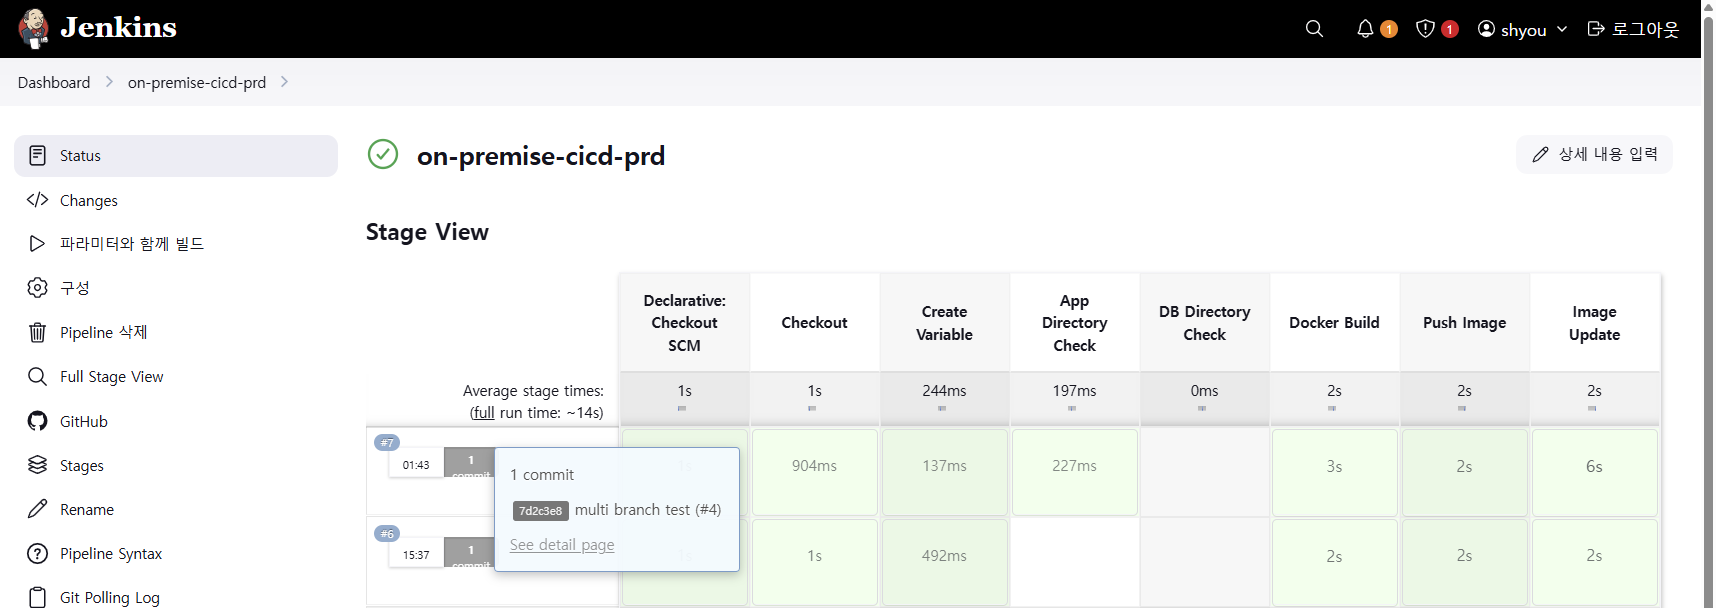 Jenkins
1
1
shyou
로그아웃
Dashboard
on-premise-cicd-prd
Status
Changes
파라미터와 함께 빌드
구성
Pipeline 삭제
Full Stage View
GitHub
Stages
Rename
Pipeline Syntax
Git Polling Log
on-premise-cicd-prd
상세 내용 입력
Stage View
Declarative:
Checkout
SCM
Checkout
Create
Variable
App
Directory
Check
DB Directory
Check
Docker Build
Push Image
Image
Update
Average stage times:
(full run time: ~14s)
1s
1s
244ms
197ms
0ms
2s
2s
2s
#7
01:43
1
commit
904ms
137ms
227ms
3s
2s
6s
1 commit
7d2c3e8 multi branch test (#4)
See detail page
#6
15:37
1
commit
1s
492ms
2s
2s
2s